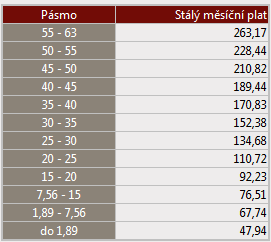 Pásmo Stálý měsíční plat
55 - 63 263,17
50 - 55 228,44
45 - 50 210,82
40 - 45 189,44
35 - 40 170,83
30 - 35 152,38
25 - 30 134,68
20 - 25 110,72
15 - 20 92,23
7,56 - 15 76,51
1,89 - 7,56 67,74
do 1,89 47,94